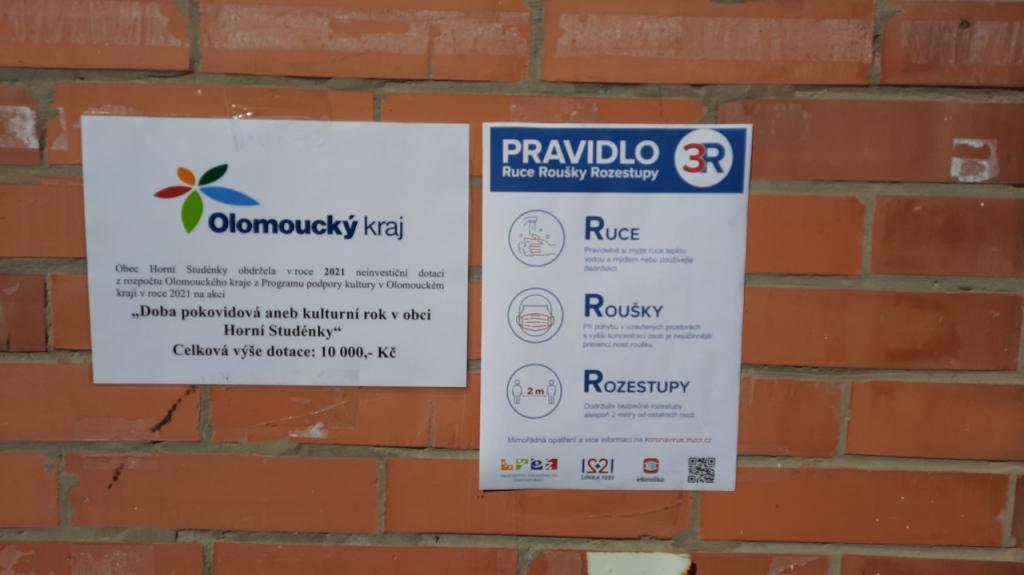 Olomoucký kraj
Obec Horní Studénky obdržela v roce 2021 neinvestiční dotaci
z rozpočtu Olomouckého kraje z Programu podpory kultury v Olomouckém
kraji v roce 2021 na akci
„Doba pokovidová aneb kulturní rok v obci
Horní Studénky“
Celková výše dotace: 10 000,- Kč
PRAVIDLO
Ruce Roušky Rozestupy
3R
RUCE
Pravidelně si myjte ruce teplou
vodou a mýdlem nebo používejte
dezinfekci.
ROUŠKY
Při pohybu v uzavřených prostorách
s vyšší koncentrací osob je nejúčinnější
prevencí nosit roušku.
2 m
ROZESTUPY
Dodržujte bezpečné rozestupy
alespoň 2 metry od ostatních osob.
Mimořádná opatření a více informací na koronavirus.mzcr.cz
1221
LINKA 1221
eRouška